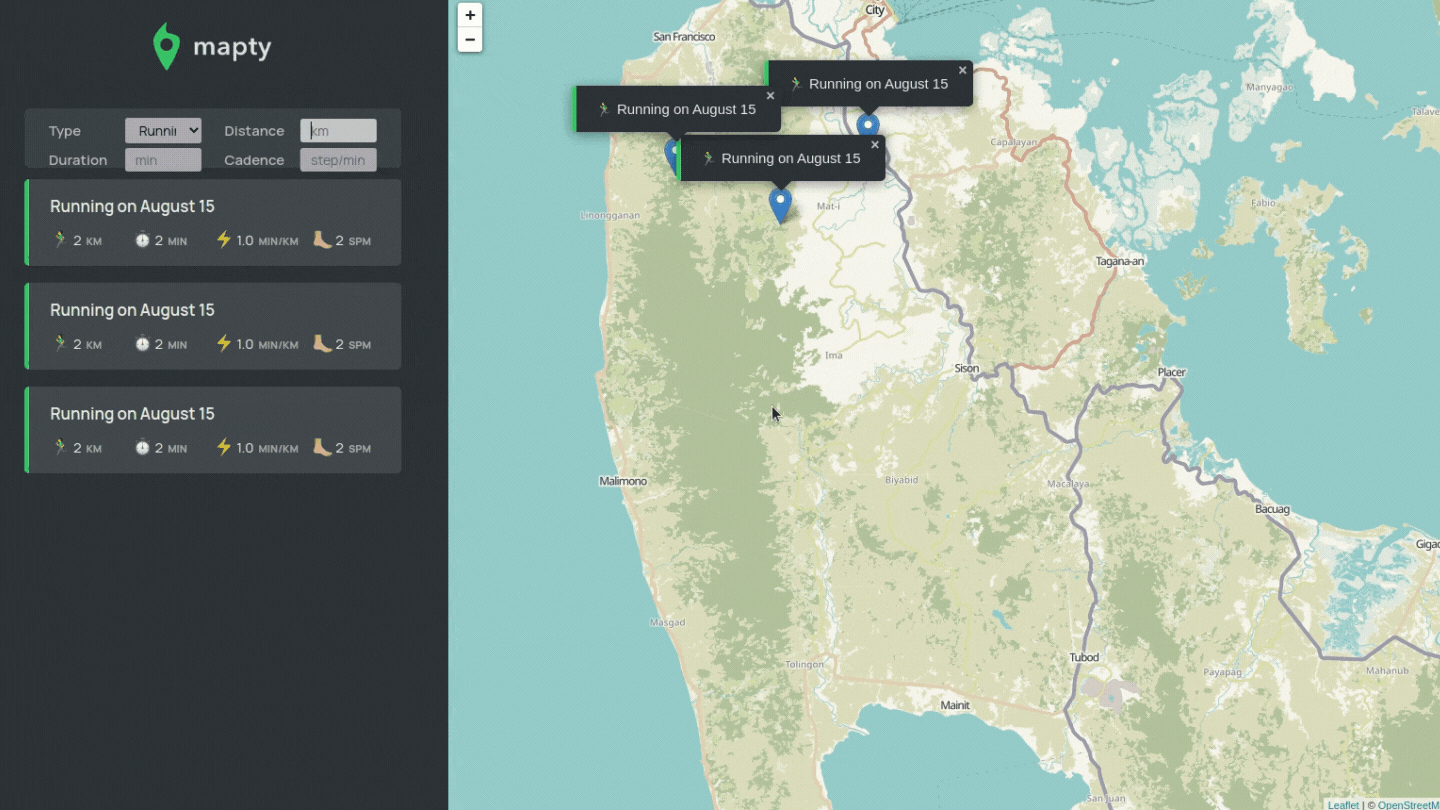 mapty
Type Runni Distance km
Duration min Cadence step/min
Running on August 15
2 KM 2 MIN 1.0 MIN/KM 2 SPM
Running on August 15
2 KM 2 MIN 1.0 MIN/KM 2 SPM
Running on August 15
2 KM 2 MIN 1.0 MIN/KM 2 SPM
+
−
City
San Francisco
Running on August 15 ×
Running on August 15 ×
Running on August 15 ×
Manyagao
Capalayan
Linongganan
Mat-i
Fabio
Tagana-an
Ima
Sison
Placer
Malimono
Biyabid
Macalaya
Bacuag
Gigac
Masgad
Tolingon
Tubod
Payapag
Mahanub
Mainit
San Juan
Leaflet | © OpenStreetM